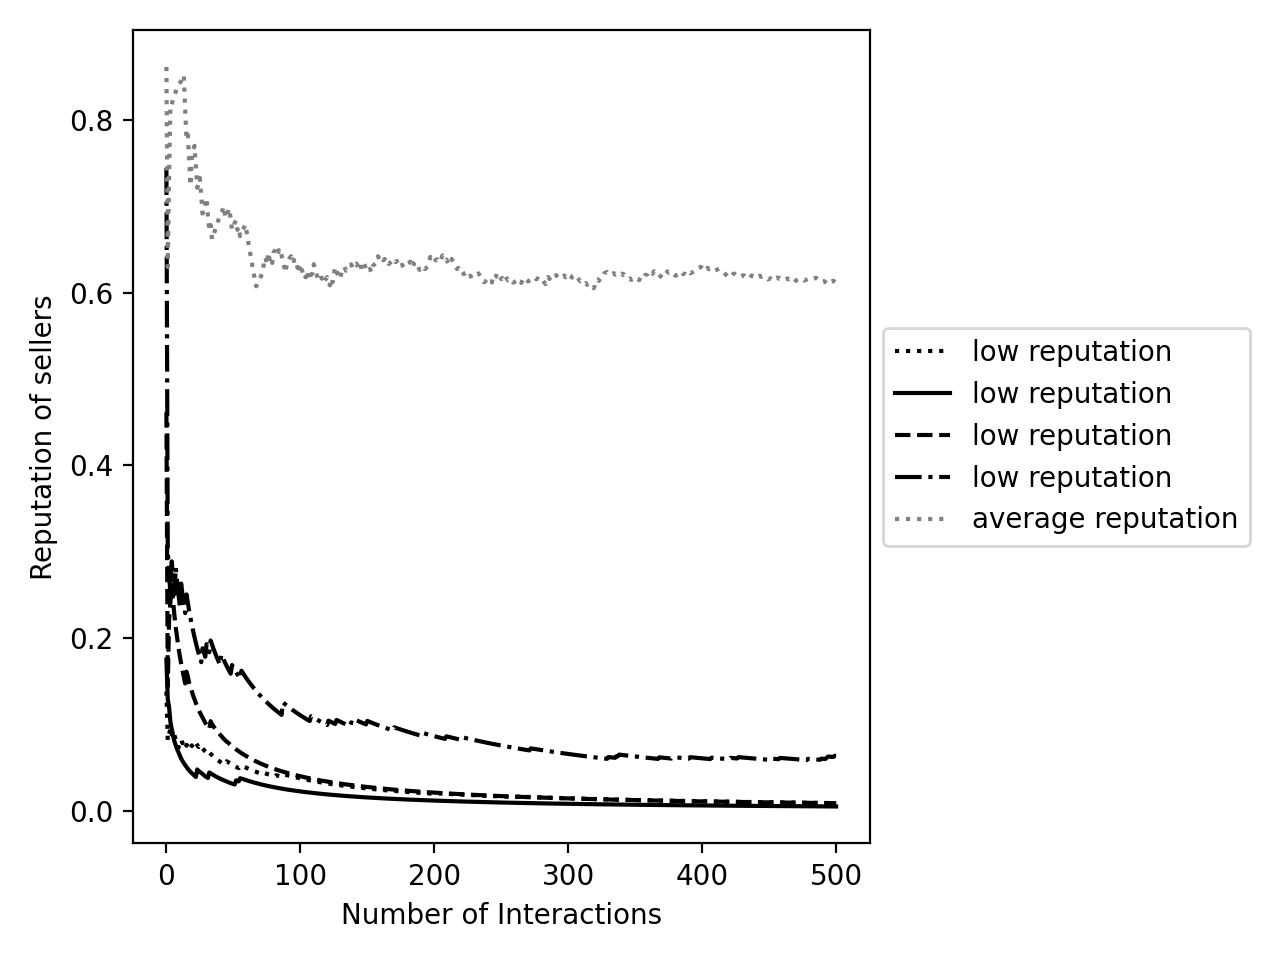 Reputation of sellers
0.8
0.6
0.4
0.2
0.0
0 100 200 300 400 500
Number of Interactions
low reputation
low reputation
low reputation
low reputation
average reputation